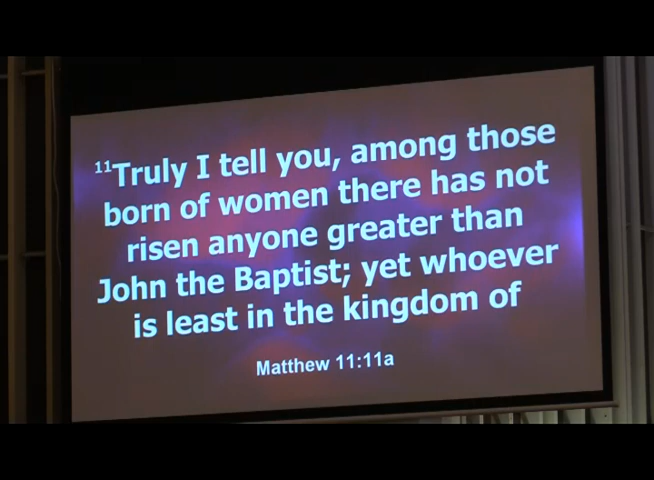 11Truly I tell you, among those
born of women there has not
risen anyone greater than
John the Baptist; yet whoever
is least in the kingdom of
Matthew 11:11a